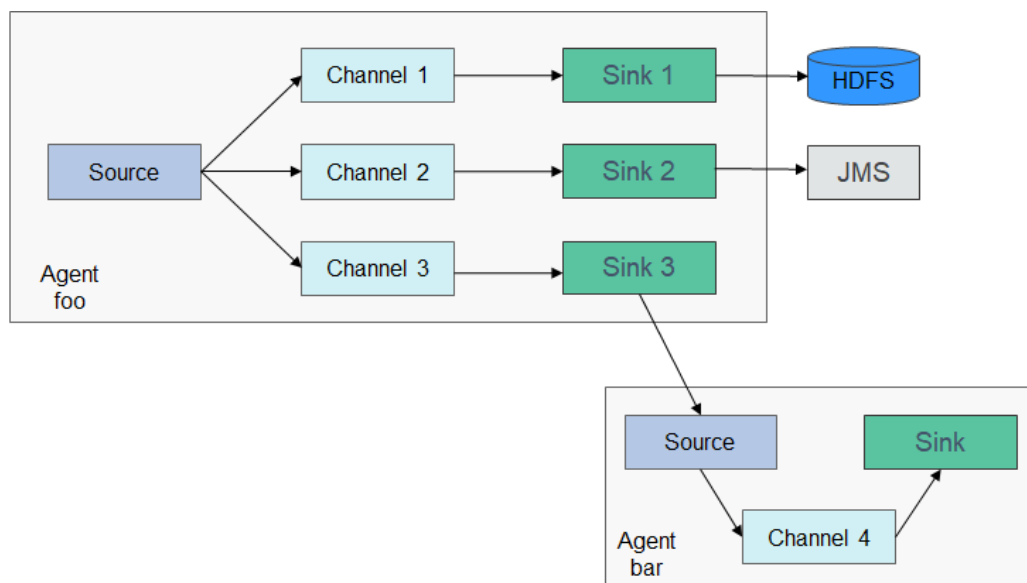 Channel 1
Sink 1
HDFS
Source
Channel 2
Sink 2
JMS
Channel 3
Sink 3
Agent
foo
Source
Sink
Channel 4
Agent
bar